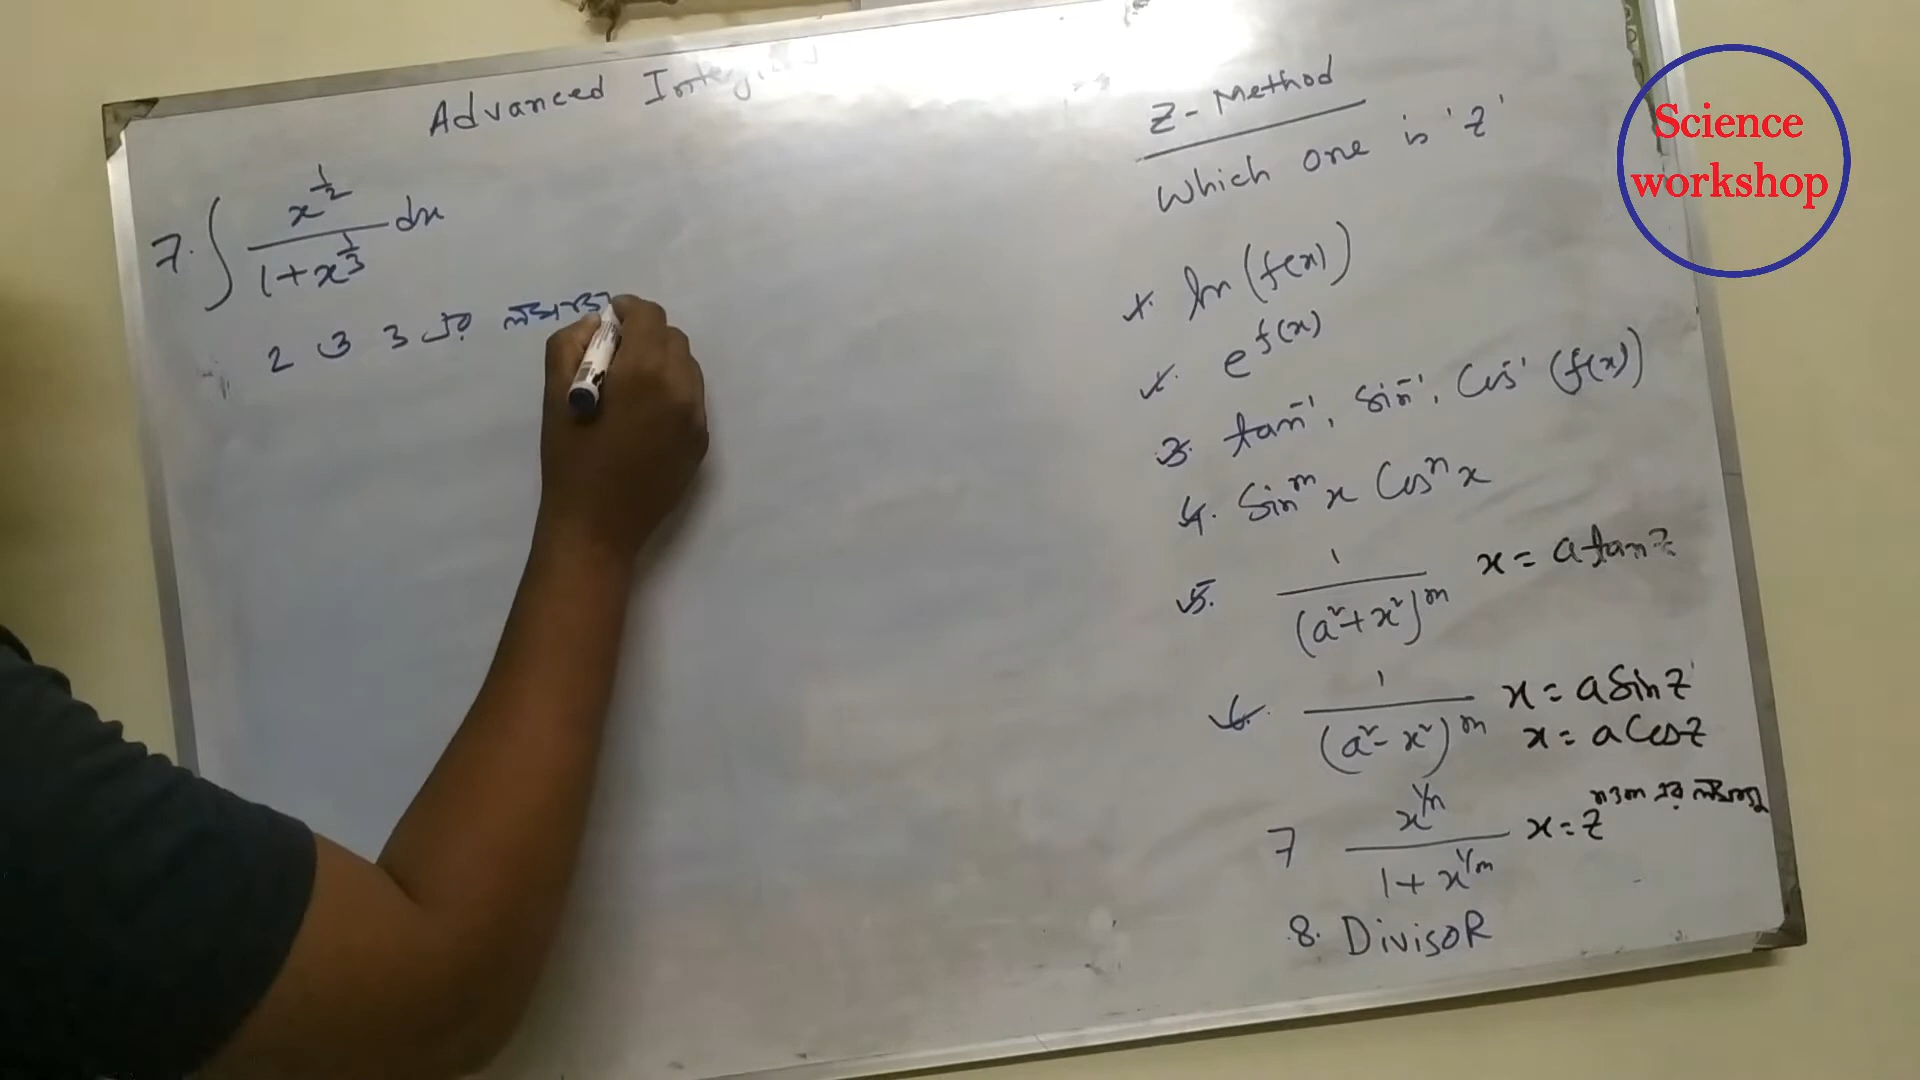 Advanced
7. ∫ x^(1/2) / (1+x^(1/3)) dx
2 ও 3 এর লসাগু
Z-Method
Which one is 'z'
1. ln (f(x))
2. e^f(x)
3. tan⁻¹, sin⁻¹, Cos⁻¹ (f(x))
4. Sin^m x Cos^n x
5. 1 / (a²+x²)^m x = a tan z
6. 1 / (a²-x²)^m x = a Sin z
x = a Cos z
7 x^(1/n) / (1+x^(1/m)) x = z^(n ও m এর লসাগু)
8. DivisoR
Science
workshop